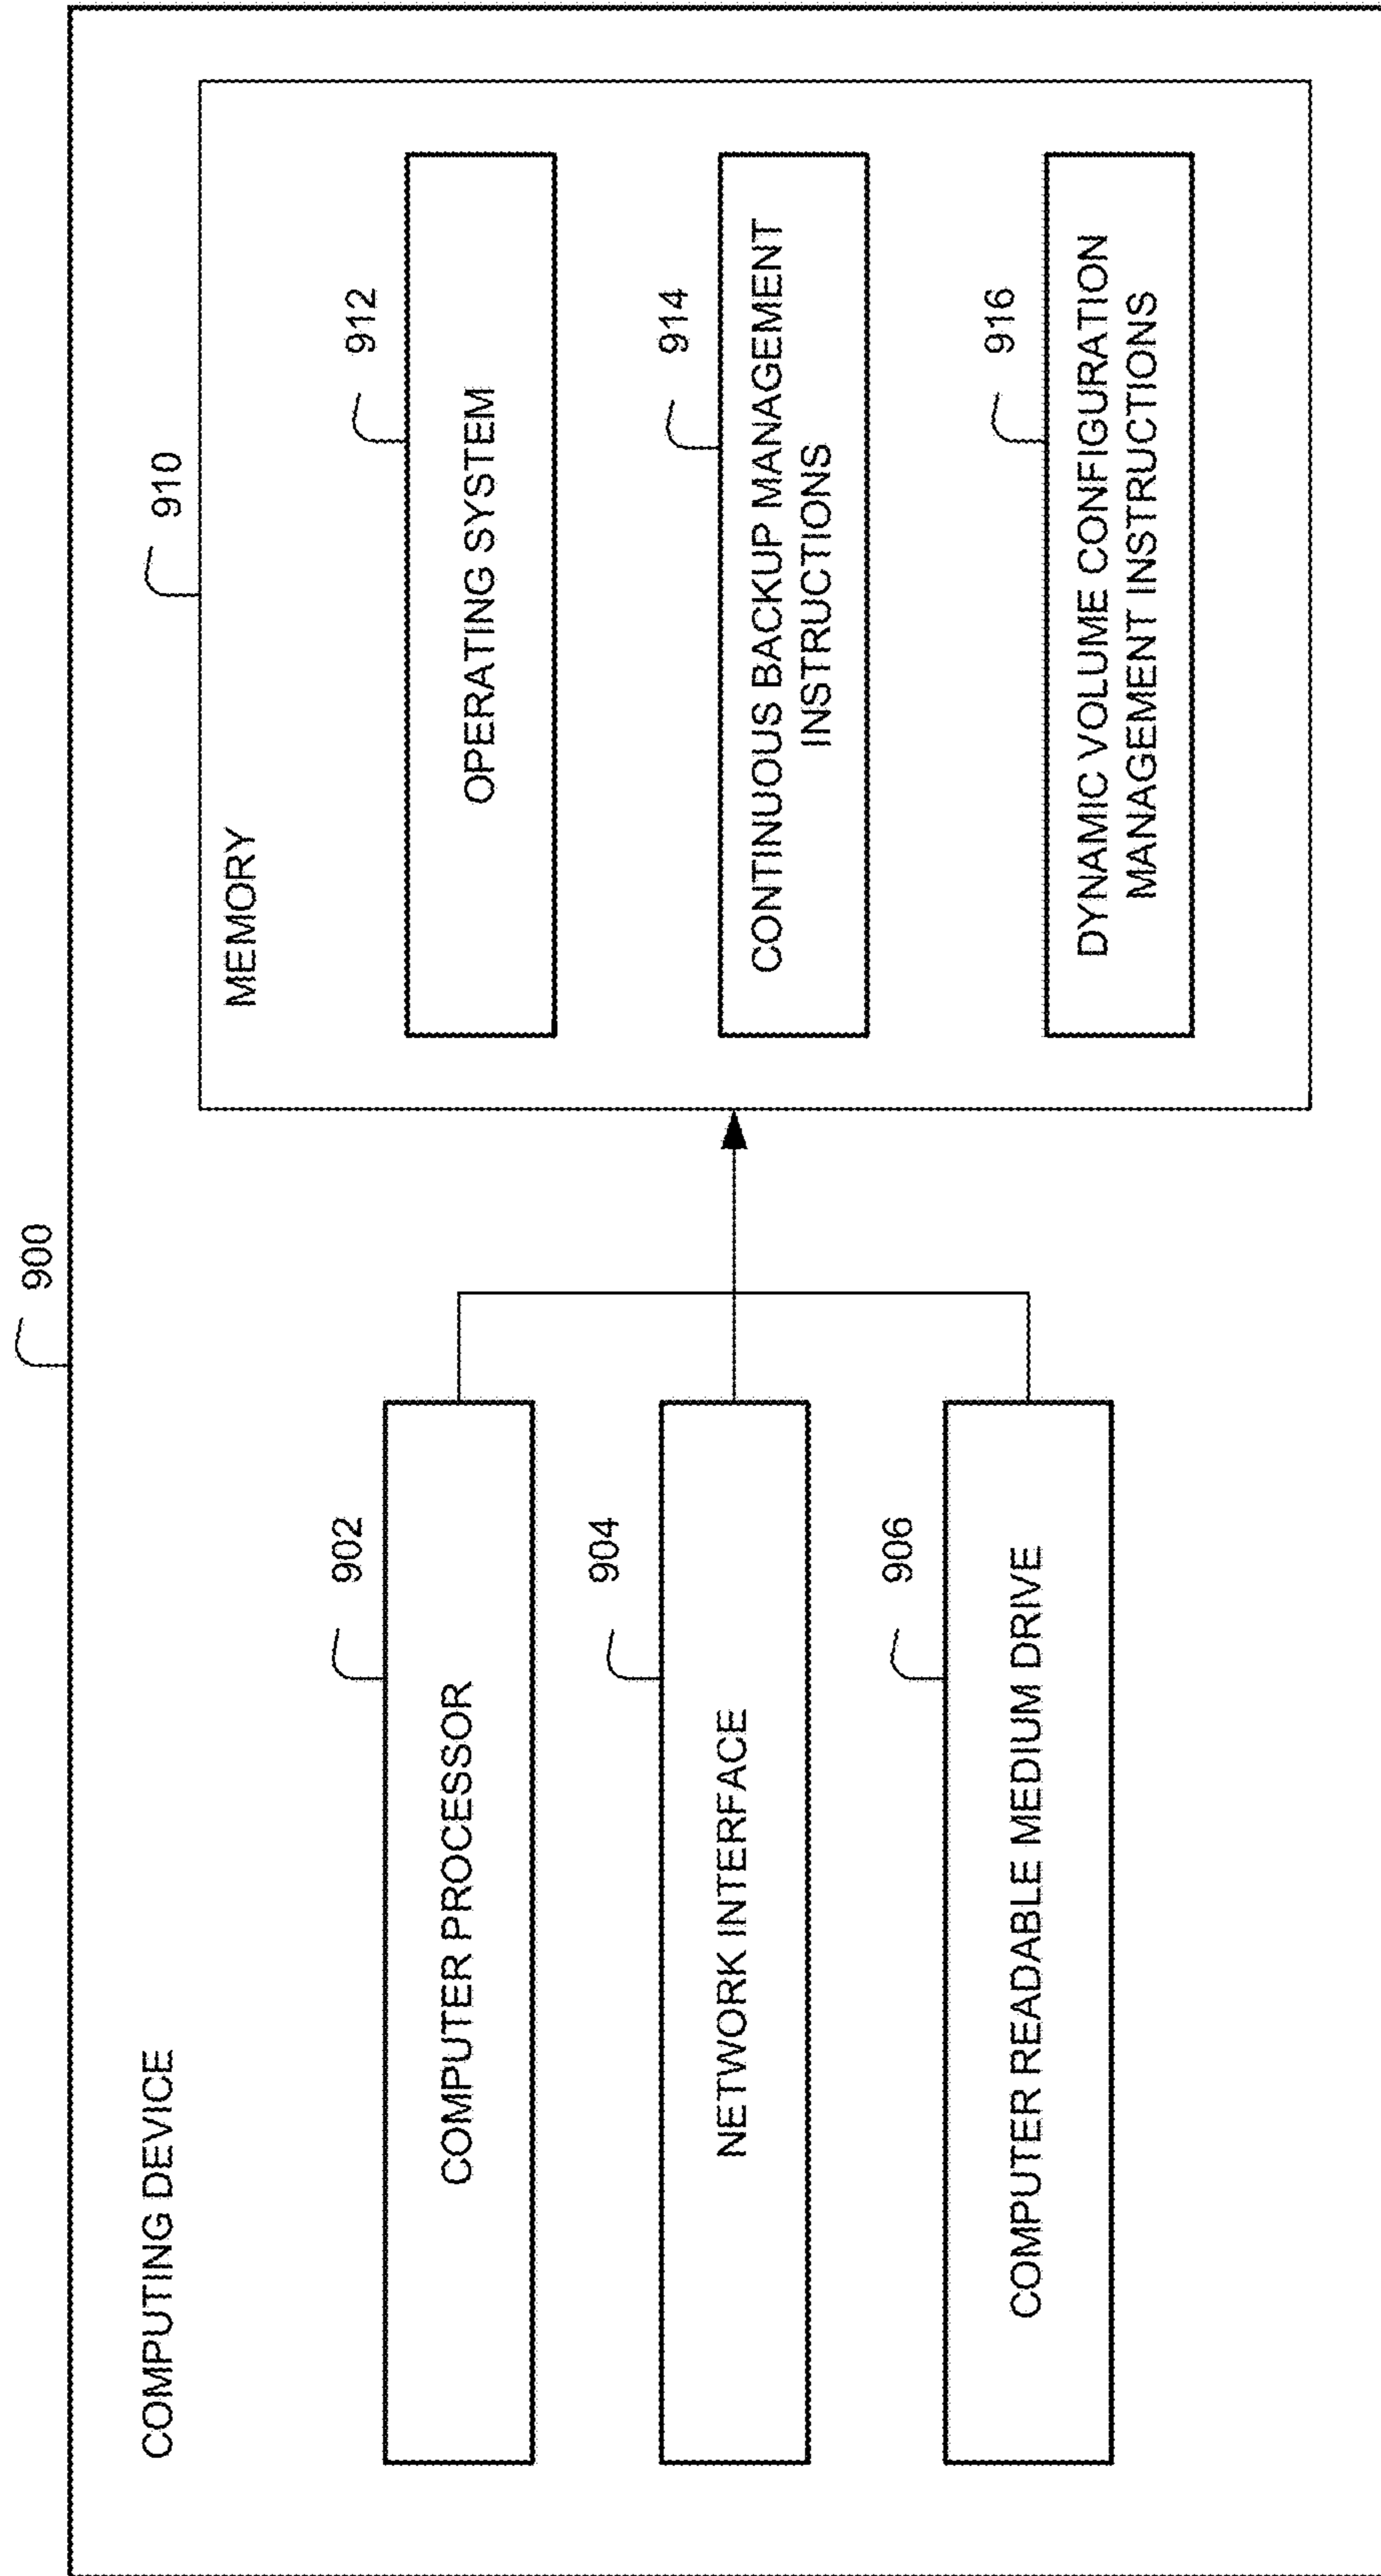 900
COMPUTING DEVICE
902
COMPUTER PROCESSOR
904
NETWORK INTERFACE
906
COMPUTER READABLE MEDIUM DRIVE
910
MEMORY
912
OPERATING SYSTEM
914
CONTINUOUS BACKUP MANAGEMENT
INSTRUCTIONS
916
DYNAMIC VOLUME CONFIGURATION
MANAGEMENT INSTRUCTIONS